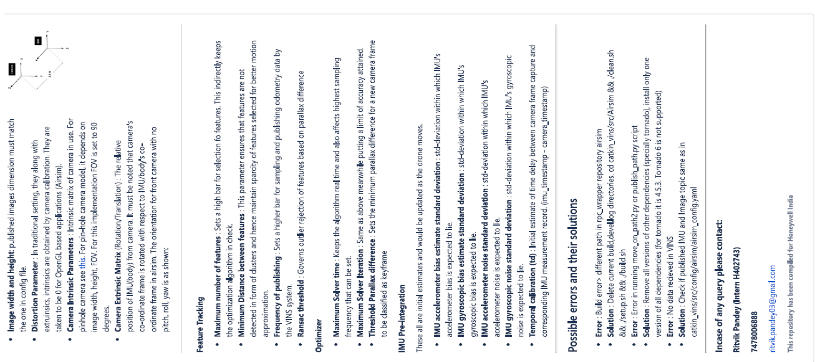 • Image width and height: published images dimension must match
the one in config file.
• Distortion Parameter : In traditional setting, they along with
extrinsics, intrinsics are obtained by camera calibration. They are
taken to be 0 for OpenGL based applications (Airsim).
• Camera Intrinsic Parameters : Intrinsic matrix of camera in use. For
pinhole camera use this. For pin-hole camera model, it depends on
image width, height, FOV. For this implementation FOV is set to 90
degrees.
• Camera Extrinsic Matrix (Rotation/Translation) : The relative
position of IMU(body) from camera. It must be noted that camera's
co-ordinate frame is rotated with respect to IMU/body's co-
ordinate frame in airsim. The orientation for front camera with no
pitch, roll, yaw is as shown:
Feature Tracking
• Maximum number of features : Sets a high bar for selection to features. This indirectly keeps
the optimization algorithm in check.
• Minimum Distance between features : This parameter ensures that features are not
detected in form of clusters and hence maintain sparsity of features selected for better motion
approximation.
• Frequency of publishing : Sets a higher bar for sampling and publishing odometry data by
the VINS system.
• Ransac threshold : Governs outlier rejection of features based on parallax difference
Optimizer
• Maximum Solver time : Keeps the algorithm real time and also affects highest sampling
frequency that can be set.
• Maximum Solver Iteration : Same as above meanwhile putting a limit of accuracy attained.
• Threshold Parallax difference : Sets the minimum parallax difference for a new camera frame
to be classified as keyframe
IMU Pre-Integration
These all are initial estimates and would be updated as the drone moves.
• IMU accelerometer bias estimate standard deviation : std-deviation within which IMU's
accelerometer bias is expected to lie.
• IMU gyroscopic bias estimate standard deviation : std-deviation within which IMU's
gyroscopic bias is expected to lie.
• IMU accelerometer noise standard deviation : std-deviation within which IMU's
accelerometer noise is expected to lie.
• IMU gyroscopic noise standard deviation : std-deviation within which IMU's gyroscopic
noise is expected to lie.
Temporal calibration (td) : Initial estimate of time delay between camera frame capture and
corresponding IMU measurement record. (imu_timestamp – camera_timestamp)
Possible errors and their solutions
• Error : Build errors> different path in rpc_wrapper repository airsim
• Solution : Delete current build,devel,log directories. cd catkin_vins/src/Airsim && ./clean.sh
&& ./setup.sh && ./build.sh
• Error : Error in running move_on_path2.py or publish_path.py script
• Solution : Remove all versions of other dependencies (specially tornado), install only one
version of all dependencies (for tornado it is 4.5.3. Tornado 6 is not supported)
• Error : No data recieved in VINS
• Solution : Check if published IMU and Image topic same as in
catkin_vins/src/config/airsim/airsim_config.yaml
Incase of any query please contact:
Ritvik Pandey (Intern (H402743)
7478006888
ritvik.pandey03@gmail.com
This repository has been compiled for Honeywell India